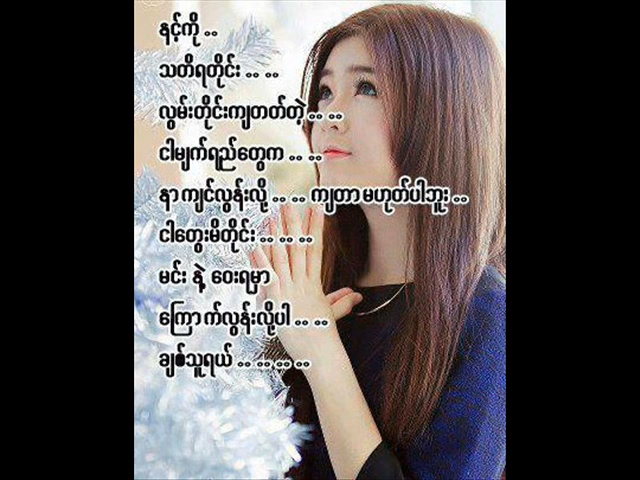 နင့်ကို ..
သတိရတိုင်း .. ..
လွမ်းတိုင်းကျတတ်တဲ့ .. ..
ငါမျက်ရည်တွေက .. ..
နာကျင်လွန်းလို့ .. .. ကျတာမဟုတ်ပါဘူး ..
ငါတွေးမိတိုင်း .. .. ..
မင်း နဲ့ ဝေးရမှာ
ကြောက်လွန်းလို့ပါ .. ..
ချစ်သူရယ် .. .. .. ..